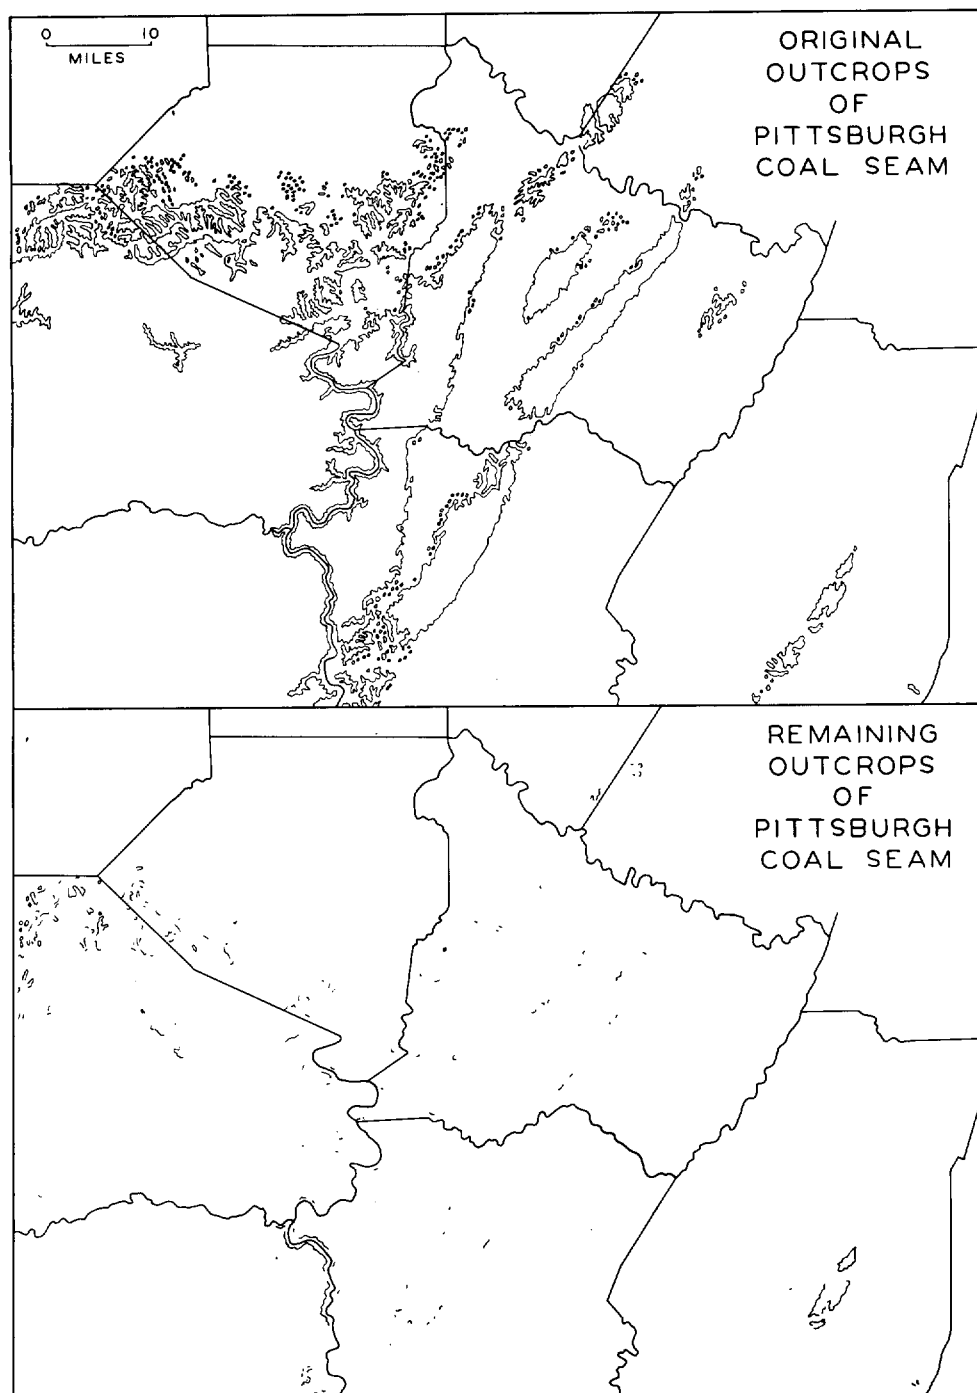 0 10
MILES
ORIGINAL
OUTCROPS
OF
PITTSBURGH
COAL SEAM
REMAINING
OUTCROPS
OF
PITTSBURGH
COAL SEAM